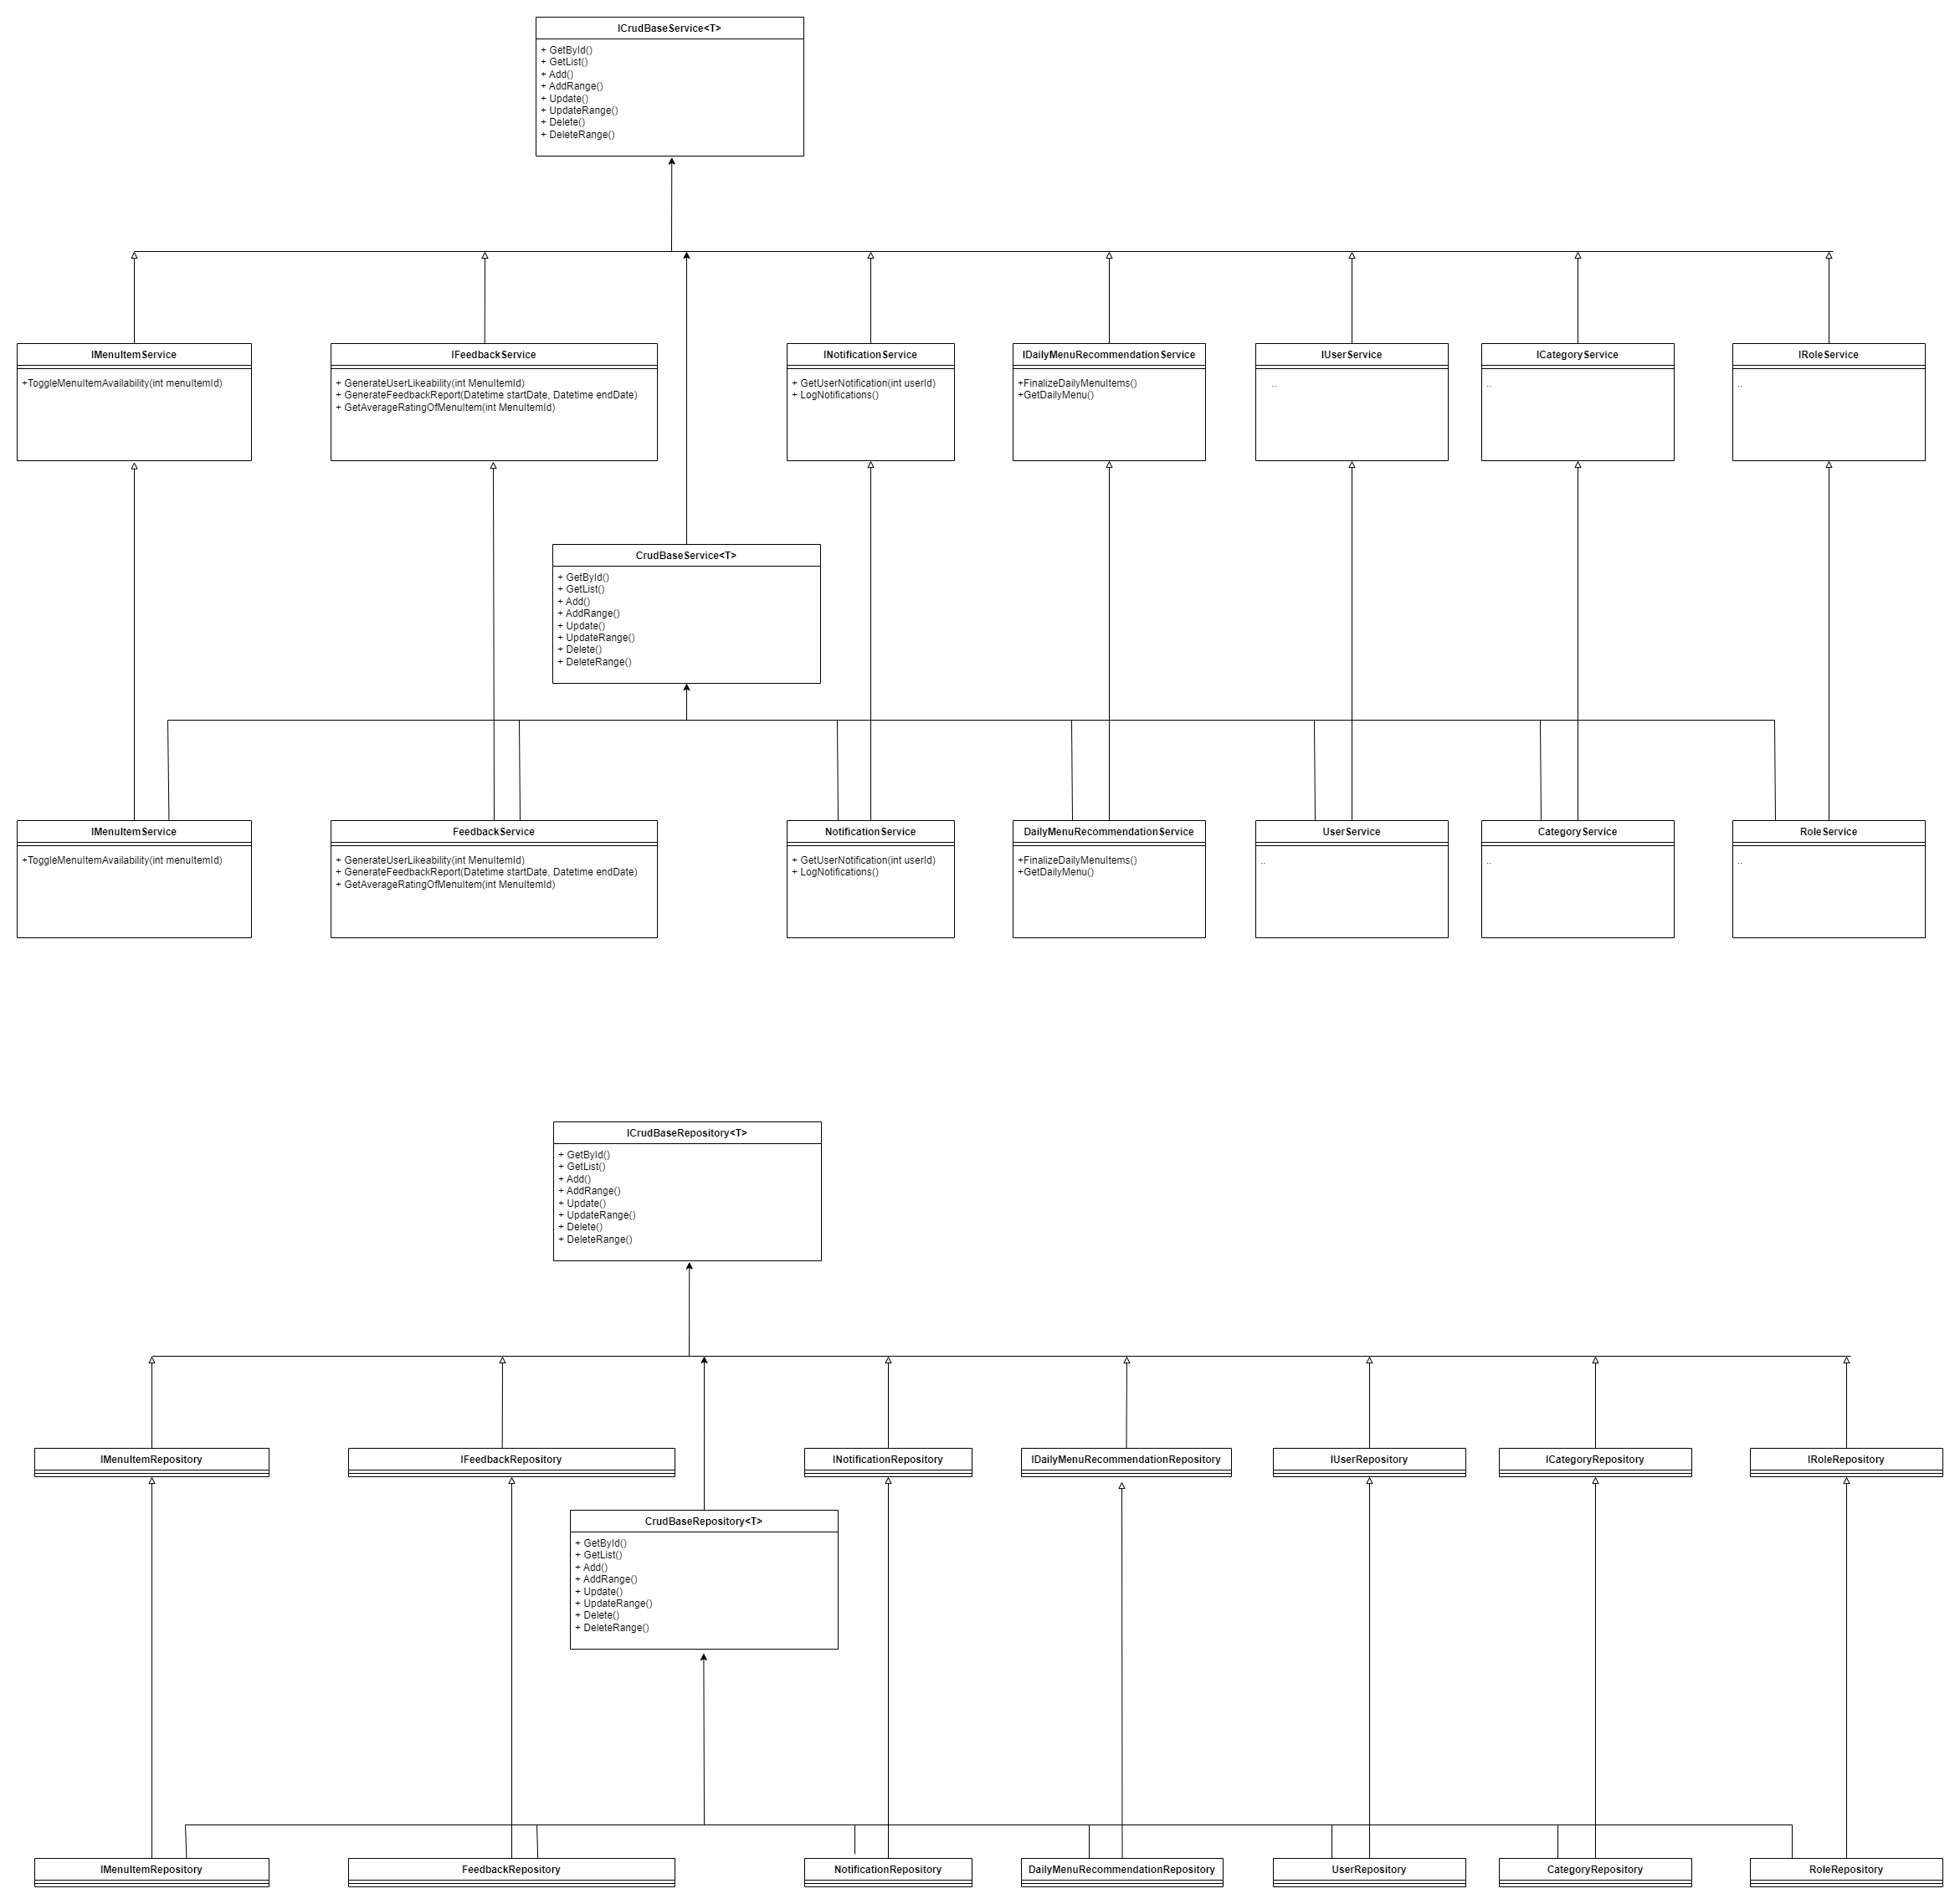 ICrudBaseService<T>
+ GetById()
+ GetList()
+ Add()
+ AddRange()
+ Update()
+ UpdateRange()
+ Delete()
+ DeleteRange()
IMenuItemService
+ToggleMenuItemAvailability(int menuItemId)
IFeedbackService
+ GenerateUserLikeability(int MenuItemId)
+ GenerateFeedbackReport(Datetime startDate, Datetime endDate)
+ GetAverageRatingOfMenuItem(int MenuItemId)
INotificationService
+ GetUserNotification(int userId)
+ LogNotifications()
IDailyMenuRecommendationService
+FinalizeDailyMenuItems()
+GetDailyMenu()
IUserService
..
ICategoryService
..
IRoleService
..
CrudBaseService<T>
+ GetById()
+ GetList()
+ Add()
+ AddRange()
+ Update()
+ UpdateRange()
+ Delete()
+ DeleteRange()
IMenuItemService
+ToggleMenuItemAvailability(int menuItemId)
FeedbackService
+ GenerateUserLikeability(int MenuItemId)
+ GenerateFeedbackReport(Datetime startDate, Datetime endDate)
+ GetAverageRatingOfMenuItem(int MenuItemId)
NotificationService
+ GetUserNotification(int userId)
+ LogNotifications()
DailyMenuRecommendationService
+FinalizeDailyMenuItems()
+GetDailyMenu()
UserService
..
CategoryService
..
RoleService
..
ICrudBaseRepository<T>
+ GetById()
+ GetList()
+ Add()
+ AddRange()
+ Update()
+ UpdateRange()
+ Delete()
+ DeleteRange()
IMenuItemRepository
IFeedbackRepository
INotificationRepository
IDailyMenuRecommendationRepository
IUserRepository
ICategoryRepository
IRoleRepository
CrudBaseRepository<T>
+ GetById()
+ GetList()
+ Add()
+ AddRange()
+ Update()
+ UpdateRange()
+ Delete()
+ DeleteRange()
IMenuItemRepository
FeedbackRepository
NotificationRepository
DailyMenuRecommendationRepository
UserRepository
CategoryRepository
RoleRepository